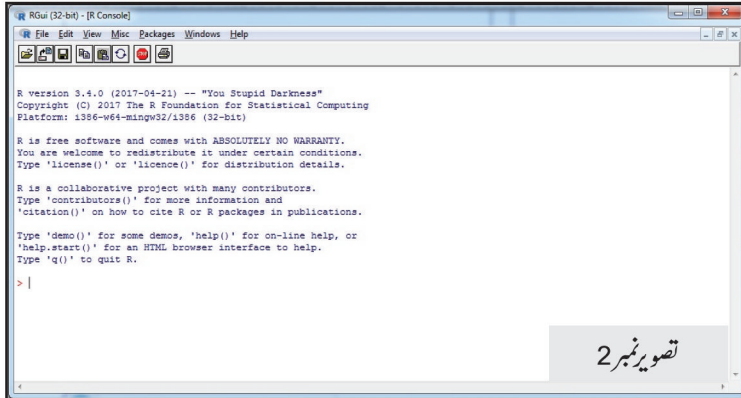 RGui (32-bit) - [R Console]
File Edit View Misc Packages Windows Help
STOP
R version 3.4.0 (2017-04-21) -- "You Stupid Darkness"
Copyright (C) 2017 The R Foundation for Statistical Computing
Platform: i386-w64-mingw32/i386 (32-bit)
R is free software and comes with ABSOLUTELY NO WARRANTY.
You are welcome to redistribute it under certain conditions.
Type 'license()' or 'licence()' for distribution details.
R is a collaborative project with many contributors.
Type 'contributors()' for more information and
'citation()' on how to cite R or R packages in publications.
Type 'demo()' for some demos, 'help()' for on-line help, or
'help.start()' for an HTML browser interface to help.
Type 'q()' to quit R.
>
تصویر نمبر 2